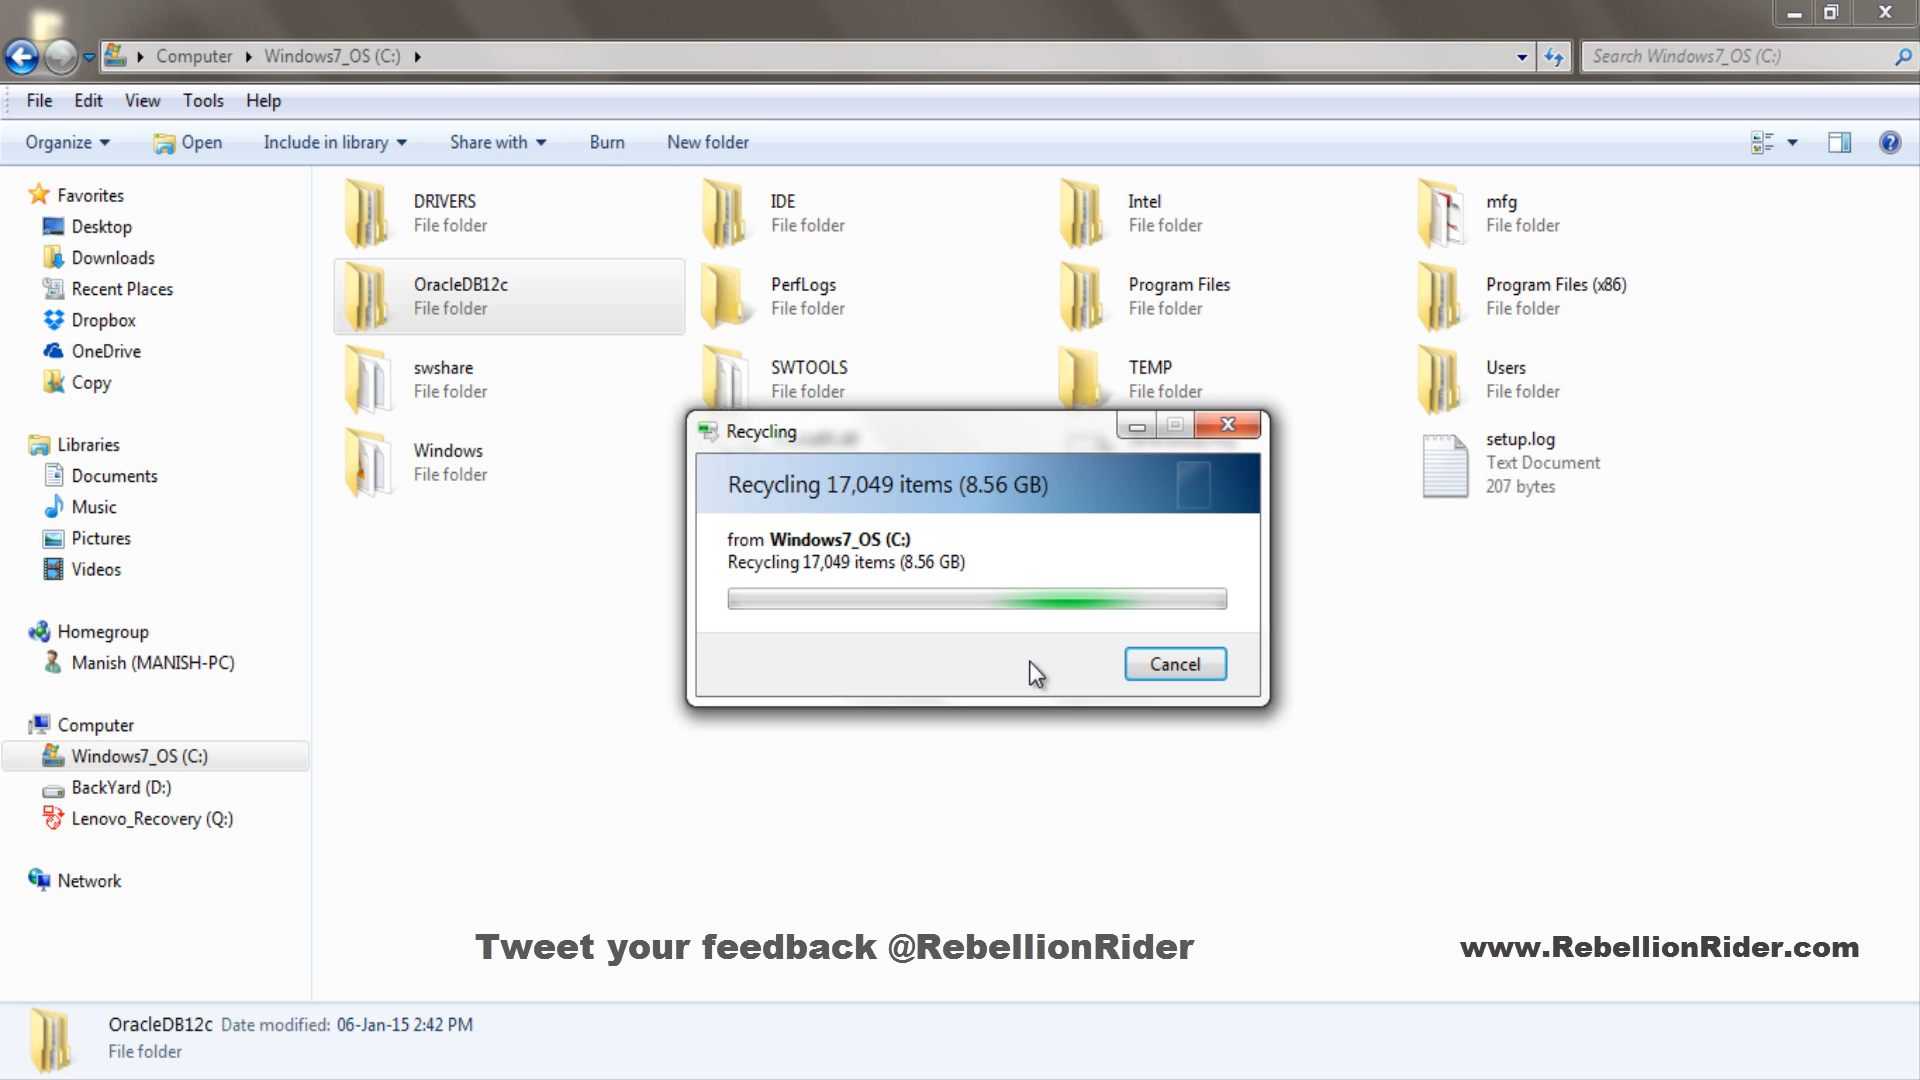 Computer Windows7_OS (C:)
Search Windows7_OS (C:)
File Edit View Tools Help
Organize Open Include in library Share with Burn New folder
Favorites
Desktop
Downloads
Recent Places
Dropbox
OneDrive
Copy
Libraries
Documents
Music
Pictures
Videos
Homegroup
Manish (MANISH-PC)
Computer
Windows7_OS (C:)
BackYard (D:)
Lenovo_Recovery (Q:)
Network
DRIVERS
File folder
IDE
File folder
Intel
File folder
mfg
File folder
OracleDB12c
File folder
PerfLogs
File folder
Program Files
File folder
Program Files (x86)
File folder
swshare
File folder
SWTOOLS
File folder
TEMP
File folder
Users
File folder
Windows
File folder
setup.log
Text Document
207 bytes
Recycling
Recycling 17,049 items (8.56 GB)
from Windows7_OS (C:)
Recycling 17,049 items (8.56 GB)
Cancel
Tweet your feedback @RebellionRider
www.RebellionRider.com
OracleDB12c Date modified: 06-Jan-15 2:42 PM
File folder